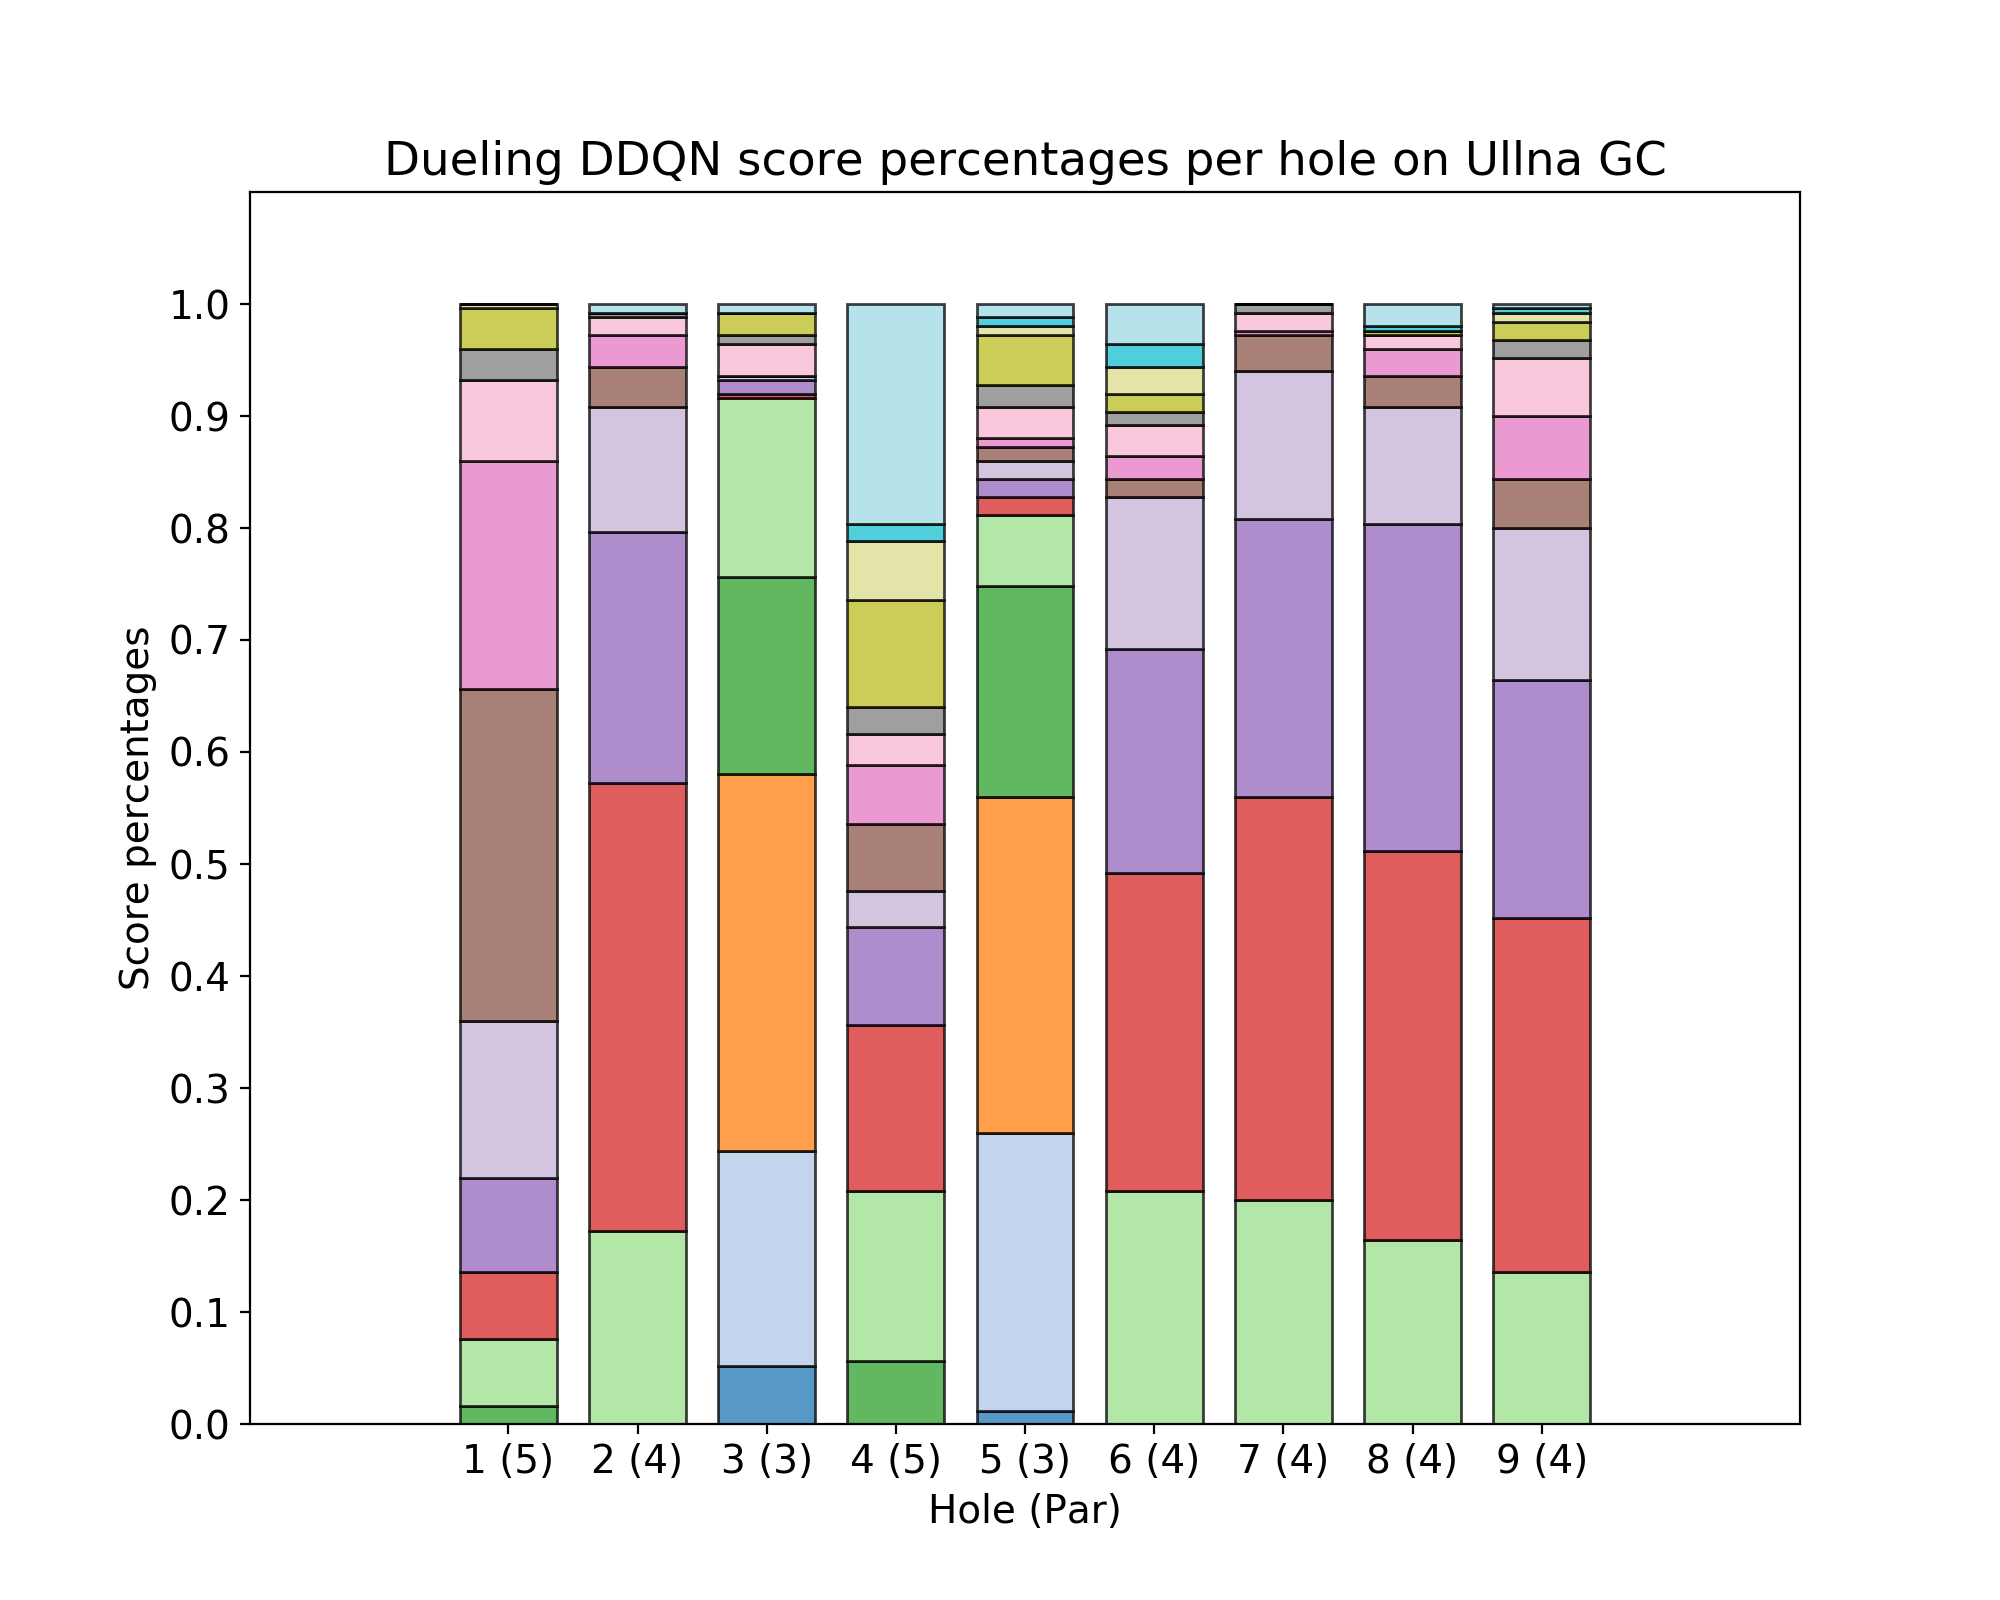 Dueling DDQN score percentages per hole on Ullna GC
Score percentages
1.0
0.9
0.8
0.7
0.6
0.5
0.4
0.3
0.2
0.1
0.0
1 (5) 2 (4) 3 (3) 4 (5) 5 (3) 6 (4) 7 (4) 8 (4) 9 (4)
Hole (Par)